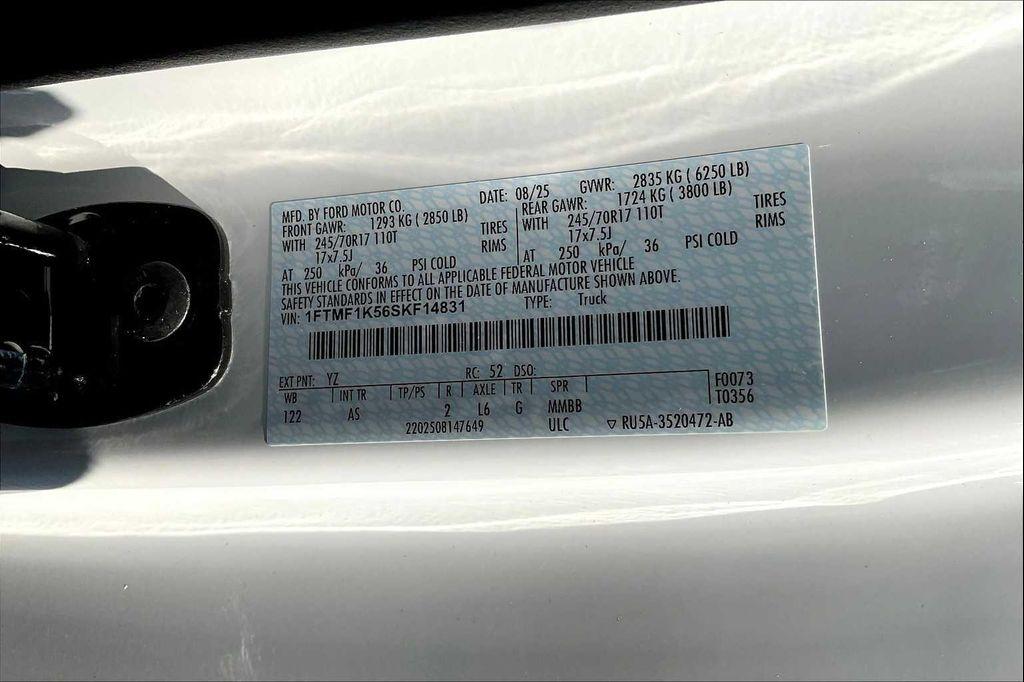 MFD. BY FORD MOTOR CO. DATE: 08/25 GVWR: 2835 KG ( 6250 LB)
FRONT GAWR: 1293 KG ( 2850 LB) REAR GAWR: 1724 KG ( 3800 LB)
WITH 245/70R17 110T TIRES WITH 245/70R17 110T TIRES
17x7.5J RIMS 17x7.5J RIMS
AT 250 kPa/ 36 PSI COLD AT 250 kPa/ 36 PSI COLD
THIS VEHICLE CONFORMS TO ALL APPLICABLE FEDERAL MOTOR VEHICLE
SAFETY STANDARDS IN EFFECT ON THE DATE OF MANUFACTURE SHOWN ABOVE.
VIN: 1FTMF1K56SKF14831 TYPE: Truck
EXT PNT: YZ RC: 52 DSO:
WB INT TR TP/PS R AXLE TR SPR F0073
122 AS 2 L6 G MMBB T0356
2202508147649 ULC ▽ RU5A-3520472-AB